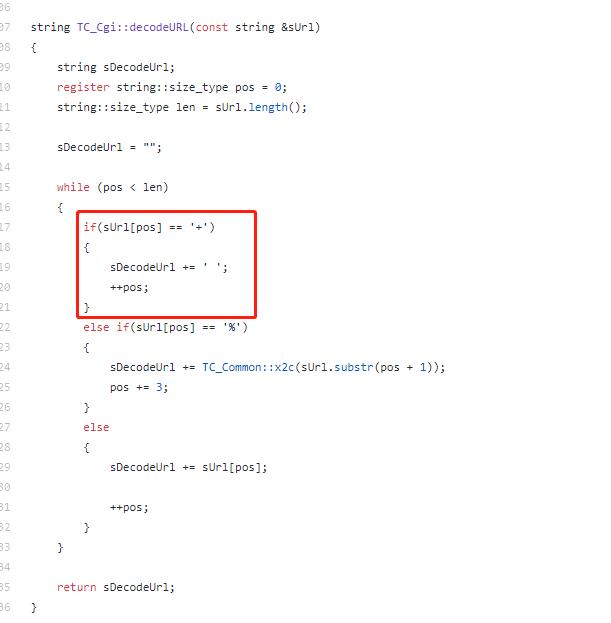 06
07 string TC_Cgi::decodeURL(const string &sUrl)
08 {
09     string sDecodeUrl;
10     register string::size_type pos = 0;
11     string::size_type len = sUrl.length();
12
13     sDecodeUrl = "";
14
15     while (pos < len)
16     {
17         if(sUrl[pos] == '+')
18         {
19             sDecodeUrl += ' ';
20             ++pos;
21         }
22         else if(sUrl[pos] == '%')
23         {
24             sDecodeUrl += TC_Common::x2c(sUrl.substr(pos + 1));
25             pos += 3;
26         }
27         else
28         {
29             sDecodeUrl += sUrl[pos];
30
31             ++pos;
32         }
33     }
34
35     return sDecodeUrl;
36 }